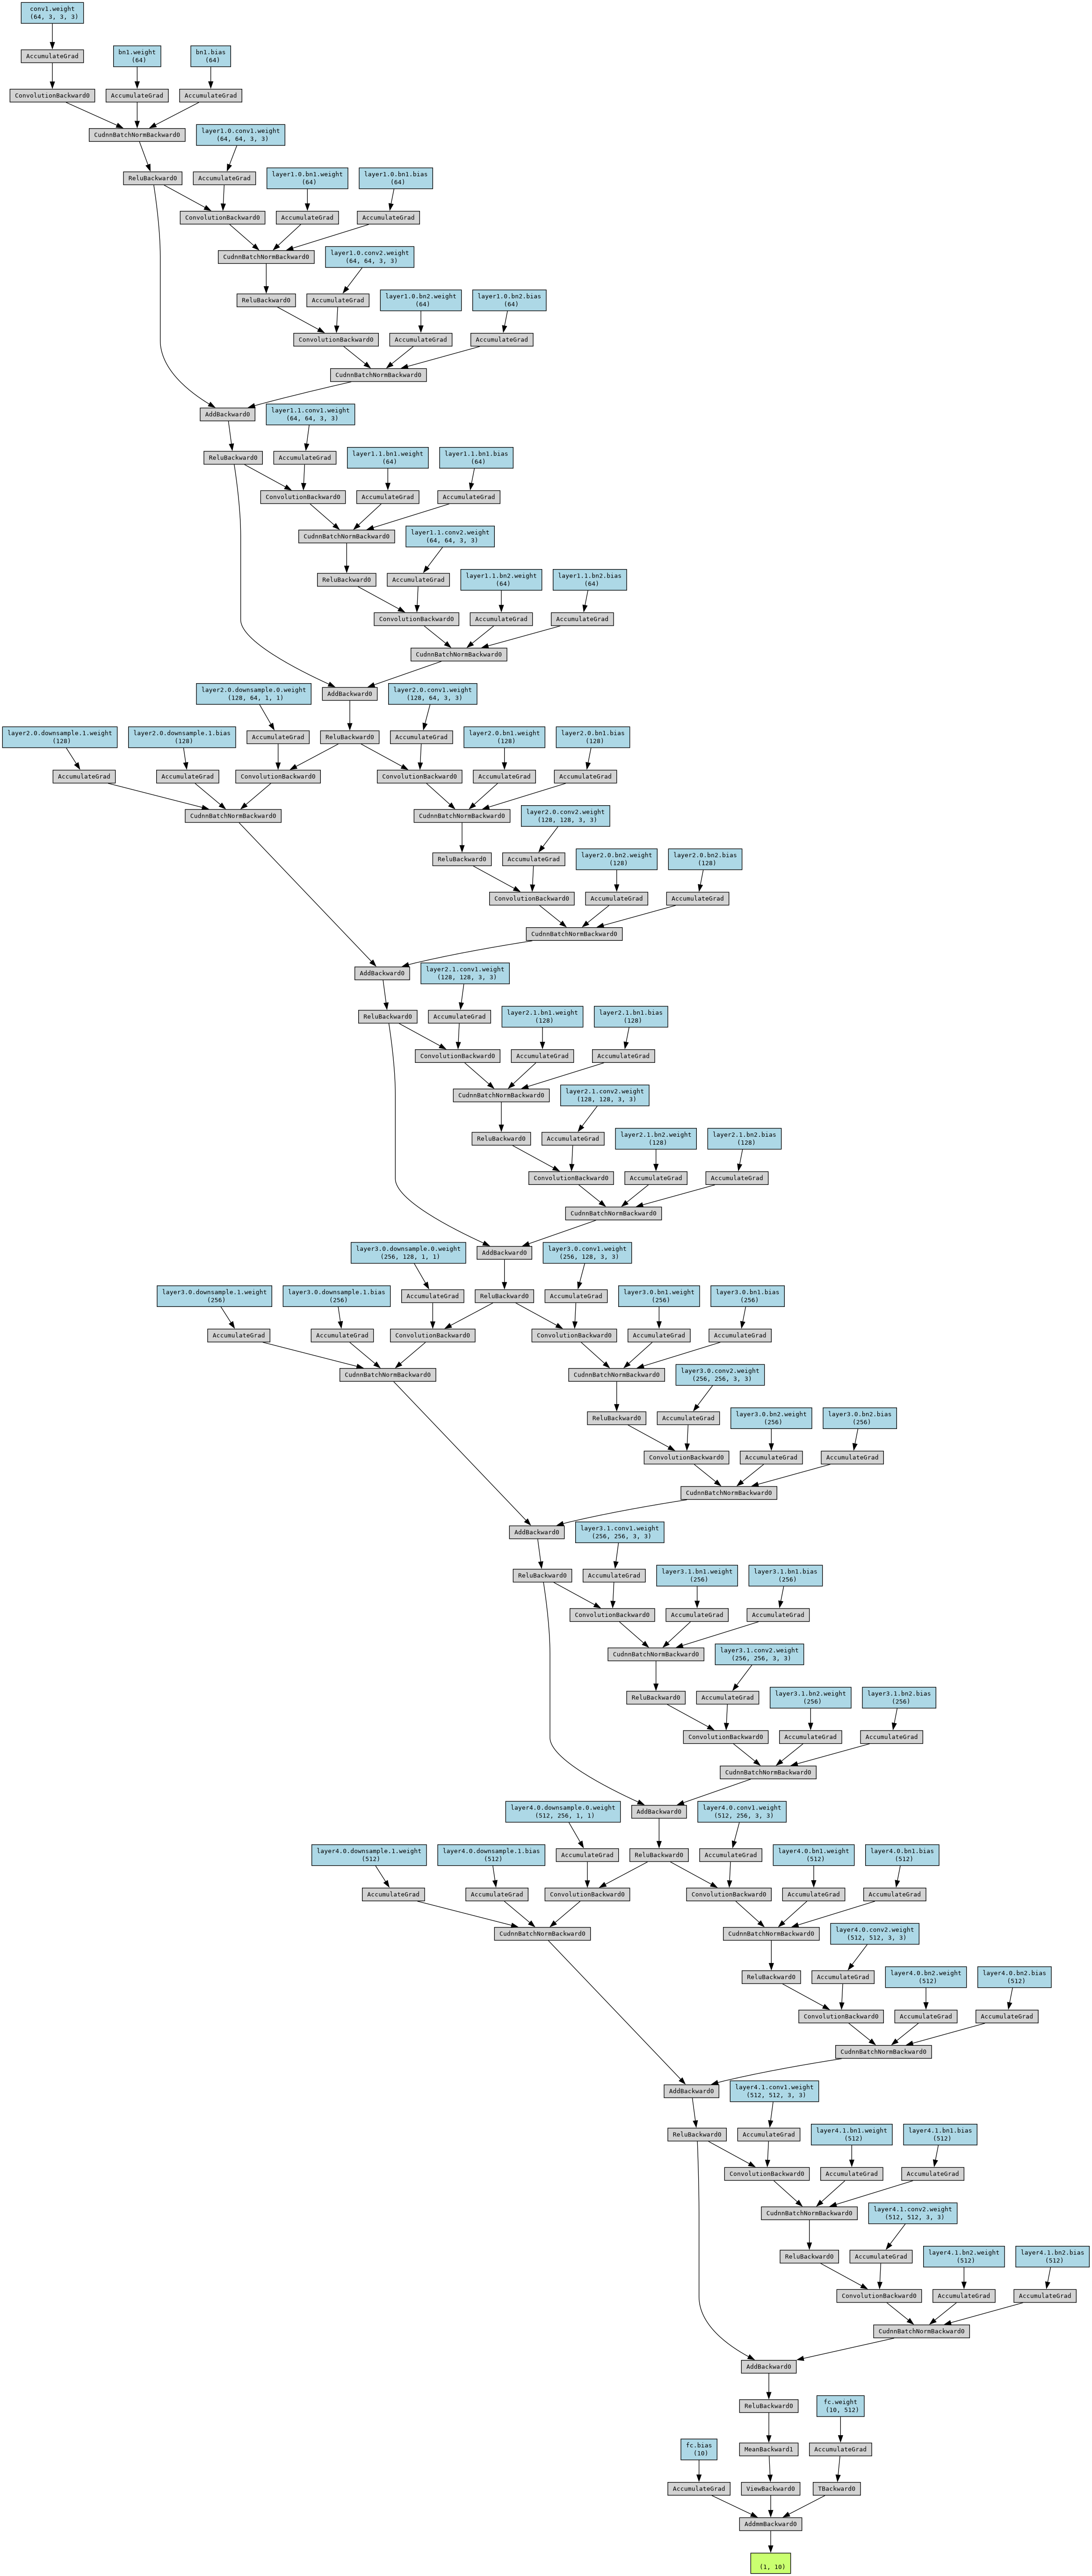 conv1.weight
(64, 3, 3, 3)
AccumulateGrad
bn1.weight
(64)
bn1.bias
(64)
ConvolutionBackward0
AccumulateGrad
AccumulateGrad
CudnnBatchNormBackward0
layer1.0.conv1.weight
(64, 64, 3, 3)
ReluBackward0
AccumulateGrad
layer1.0.bn1.weight
(64)
layer1.0.bn1.bias
(64)
ConvolutionBackward0
AccumulateGrad
AccumulateGrad
CudnnBatchNormBackward0
layer1.0.conv2.weight
(64, 64, 3, 3)
ReluBackward0
AccumulateGrad
layer1.0.bn2.weight
(64)
layer1.0.bn2.bias
(64)
ConvolutionBackward0
AccumulateGrad
AccumulateGrad
CudnnBatchNormBackward0
AddBackward0
layer1.1.conv1.weight
(64, 64, 3, 3)
ReluBackward0
AccumulateGrad
layer1.1.bn1.weight
(64)
layer1.1.bn1.bias
(64)
ConvolutionBackward0
AccumulateGrad
AccumulateGrad
CudnnBatchNormBackward0
layer1.1.conv2.weight
(64, 64, 3, 3)
ReluBackward0
AccumulateGrad
layer1.1.bn2.weight
(64)
layer1.1.bn2.bias
(64)
ConvolutionBackward0
AccumulateGrad
AccumulateGrad
CudnnBatchNormBackward0
layer2.0.downsample.0.weight
(128, 64, 1, 1)
AddBackward0
layer2.0.conv1.weight
(128, 64, 3, 3)
layer2.0.downsample.1.weight
(128)
layer2.0.downsample.1.bias
(128)
AccumulateGrad
ReluBackward0
AccumulateGrad
layer2.0.bn1.weight
(128)
layer2.0.bn1.bias
(128)
AccumulateGrad
AccumulateGrad
ConvolutionBackward0
ConvolutionBackward0
AccumulateGrad
AccumulateGrad
CudnnBatchNormBackward0
CudnnBatchNormBackward0
layer2.0.conv2.weight
(128, 128, 3, 3)
ReluBackward0
AccumulateGrad
layer2.0.bn2.weight
(128)
layer2.0.bn2.bias
(128)
ConvolutionBackward0
AccumulateGrad
AccumulateGrad
CudnnBatchNormBackward0
AddBackward0
layer2.1.conv1.weight
(128, 128, 3, 3)
ReluBackward0
AccumulateGrad
layer2.1.bn1.weight
(128)
layer2.1.bn1.bias
(128)
ConvolutionBackward0
AccumulateGrad
AccumulateGrad
CudnnBatchNormBackward0
layer2.1.conv2.weight
(128, 128, 3, 3)
ReluBackward0
AccumulateGrad
layer2.1.bn2.weight
(128)
layer2.1.bn2.bias
(128)
ConvolutionBackward0
AccumulateGrad
AccumulateGrad
CudnnBatchNormBackward0
layer3.0.downsample.0.weight
(256, 128, 1, 1)
AddBackward0
layer3.0.conv1.weight
(256, 128, 3, 3)
layer3.0.downsample.1.weight
(256)
layer3.0.downsample.1.bias
(256)
AccumulateGrad
ReluBackward0
AccumulateGrad
layer3.0.bn1.weight
(256)
layer3.0.bn1.bias
(256)
AccumulateGrad
AccumulateGrad
ConvolutionBackward0
ConvolutionBackward0
AccumulateGrad
AccumulateGrad
CudnnBatchNormBackward0
CudnnBatchNormBackward0
layer3.0.conv2.weight
(256, 256, 3, 3)
ReluBackward0
AccumulateGrad
layer3.0.bn2.weight
(256)
layer3.0.bn2.bias
(256)
ConvolutionBackward0
AccumulateGrad
AccumulateGrad
CudnnBatchNormBackward0
AddBackward0
layer3.1.conv1.weight
(256, 256, 3, 3)
ReluBackward0
AccumulateGrad
layer3.1.bn1.weight
(256)
layer3.1.bn1.bias
(256)
ConvolutionBackward0
AccumulateGrad
AccumulateGrad
CudnnBatchNormBackward0
layer3.1.conv2.weight
(256, 256, 3, 3)
ReluBackward0
AccumulateGrad
layer3.1.bn2.weight
(256)
layer3.1.bn2.bias
(256)
ConvolutionBackward0
AccumulateGrad
AccumulateGrad
CudnnBatchNormBackward0
layer4.0.downsample.0.weight
(512, 256, 1, 1)
AddBackward0
layer4.0.conv1.weight
(512, 256, 3, 3)
layer4.0.downsample.1.weight
(512)
layer4.0.downsample.1.bias
(512)
AccumulateGrad
ReluBackward0
AccumulateGrad
layer4.0.bn1.weight
(512)
layer4.0.bn1.bias
(512)
AccumulateGrad
AccumulateGrad
ConvolutionBackward0
ConvolutionBackward0
AccumulateGrad
AccumulateGrad
CudnnBatchNormBackward0
CudnnBatchNormBackward0
layer4.0.conv2.weight
(512, 512, 3, 3)
ReluBackward0
AccumulateGrad
layer4.0.bn2.weight
(512)
layer4.0.bn2.bias
(512)
ConvolutionBackward0
AccumulateGrad
AccumulateGrad
CudnnBatchNormBackward0
AddBackward0
layer4.1.conv1.weight
(512, 512, 3, 3)
ReluBackward0
AccumulateGrad
layer4.1.bn1.weight
(512)
layer4.1.bn1.bias
(512)
ConvolutionBackward0
AccumulateGrad
AccumulateGrad
CudnnBatchNormBackward0
layer4.1.conv2.weight
(512, 512, 3, 3)
ReluBackward0
AccumulateGrad
layer4.1.bn2.weight
(512)
layer4.1.bn2.bias
(512)
ConvolutionBackward0
AccumulateGrad
AccumulateGrad
CudnnBatchNormBackward0
AddBackward0
ReluBackward0
fc.weight
(10, 512)
fc.bias
(10)
MeanBackward1
AccumulateGrad
AccumulateGrad
ViewBackward0
TBackward0
AddmmBackward0
(1, 10)